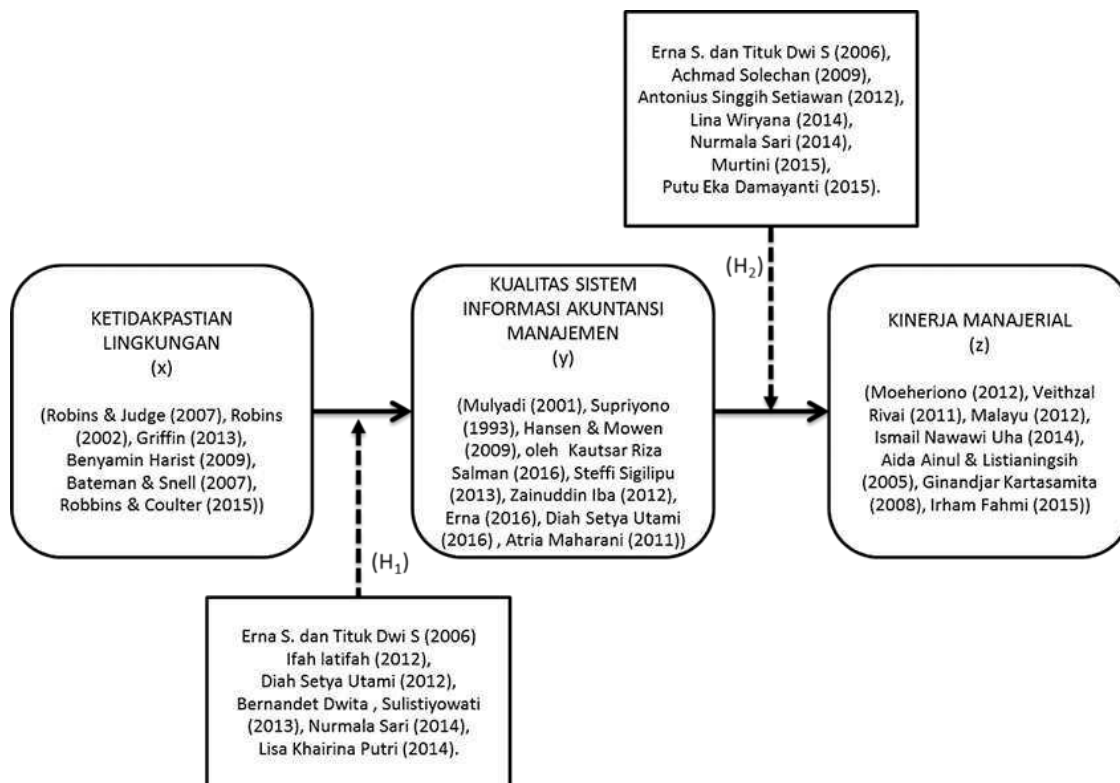 Erna S. dan Tituk Dwi S (2006),
Achmad Solechan (2009),
Antonius Singgih Setiawan (2012),
Lina Wiryana (2014),
Nurmala Sari (2014),
Murtini (2015),
Putu Eka Damayanti (2015).
(H₂)
KETIDAKPASTIAN
LINGKUNGAN
(x)
(Robins & Judge (2007), Robins
(2002), Griffin (2013),
Benyamin Harist (2009),
Bateman & Snell (2007),
Robbins & Coulter (2015))
KUALITAS SISTEM
INFORMASI AKUNTANSI
MANAJEMEN
(y)
(Mulyadi (2001), Supriyono
(1993), Hansen & Mowen
(2009), oleh Kautsar Riza
Salman (2016), Steffi Sigilipu
(2013), Zainuddin Iba (2012),
Erna (2016), Diah Setya Utami
(2016) , Atria Maharani (2011))
KINERJA MANAJERIAL
(z)
(Moeheriono (2012), Veithzal
Rivai (2011), Malayu (2012),
Ismail Nawawi Uha (2014),
Aida Ainul & Listianingsih
(2005), Ginandjar Kartasamita
(2008), Irham Fahmi (2015))
(H₁)
Erna S. dan Tituk Dwi S (2006)
Ifah latifah (2012),
Diah Setya Utami (2012),
Bernandet Dwita , Sulistiyowati
(2013), Nurmala Sari (2014),
Lisa Khairina Putri (2014).